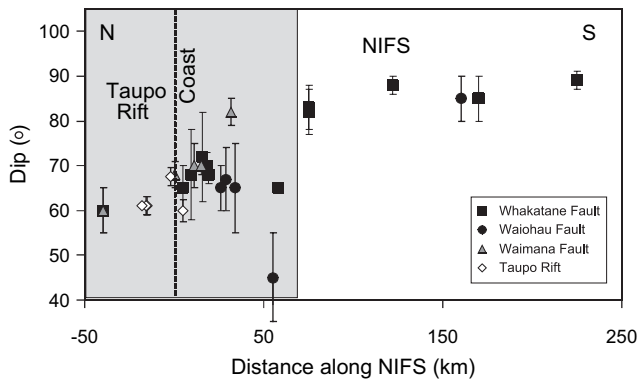 100
90
80
70
60
50
40
Dip (o)
N
Taupo
Rift
Coast
NIFS
S
Whakatane Fault
Waiohau Fault
Waimana Fault
Taupo Rift
-50 50 150 250
Distance along NIFS (km)